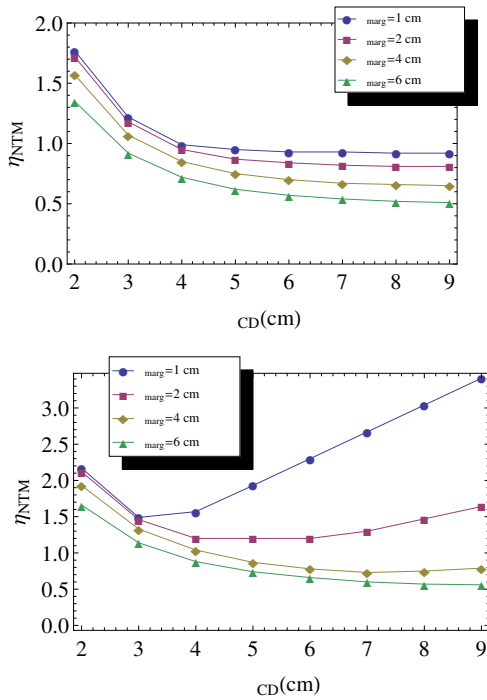 2.0
marg=1 cm
marg=2 cm
marg=4 cm
marg=6 cm
1.5
ηNTM
1.0
0.5
0.0
2 3 4 5 6 7 8 9
CD(cm)
marg=1 cm
marg=2 cm
marg=4 cm
marg=6 cm
3.0
2.5
2.0
ηNTM
1.5
1.0
0.5
0.0
2 3 4 5 6 7 8 9
CD(cm)